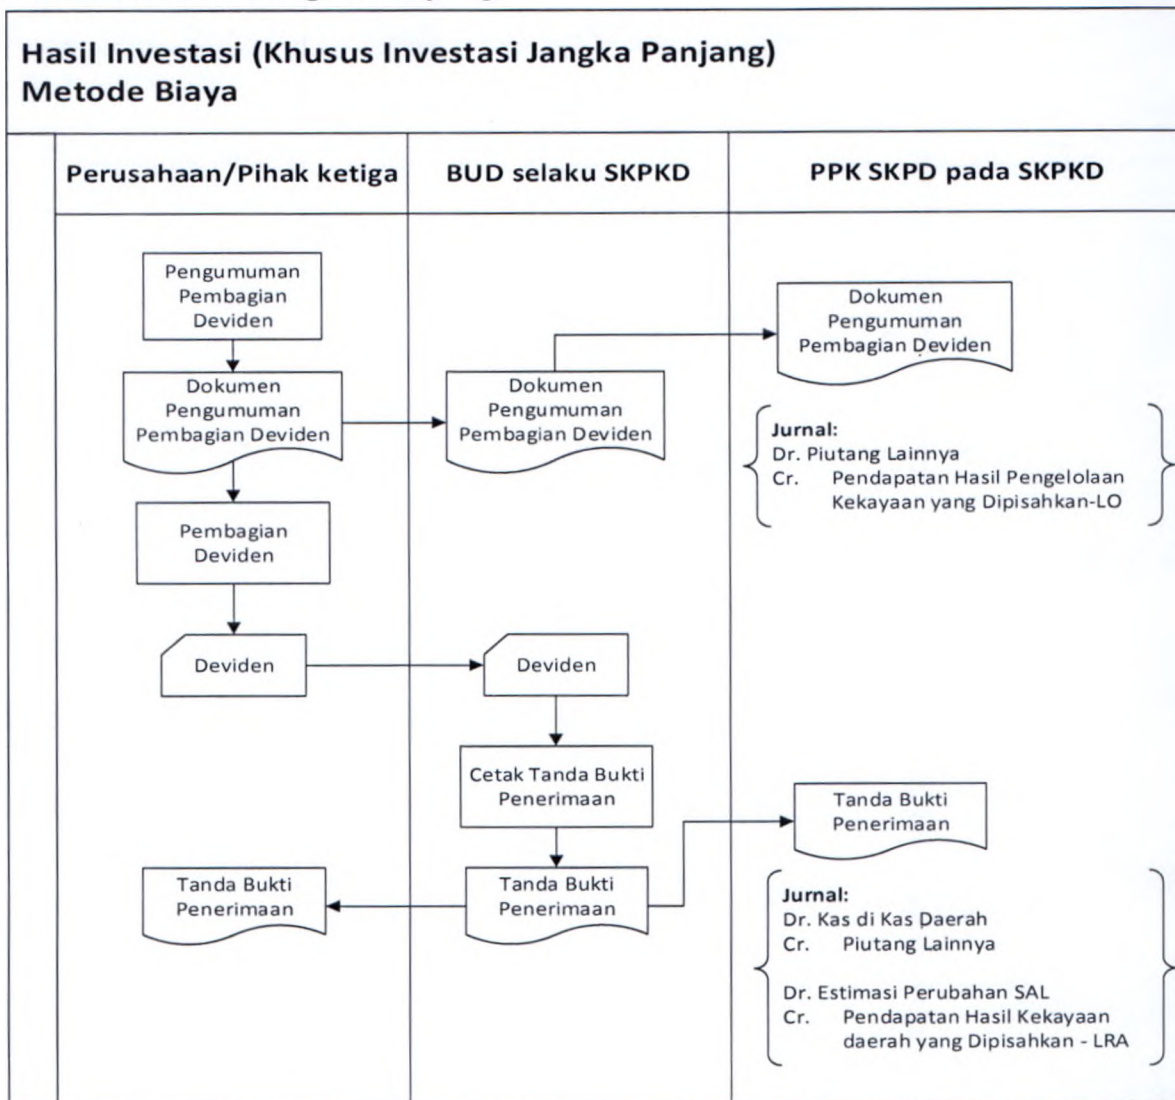 Hasil Investasi (Khusus Investasi Jangka Panjang)
Metode Biaya
Perusahaan/Pihak ketiga
BUD selaku SKPKD
PPK SKPD pada SKPKD
Pengumuman
Pembagian
Deviden
Dokumen
Pengumuman
Pembagian Deviden
Dokumen
Pengumuman
Pembagian Deviden
Dokumen
Pengumuman
Pembagian Deviden
Jurnal:
Dr. Piutang Lainnya
Cr. Pendapatan Hasil Pengelolaan
Kekayaan yang Dipisahkan-LO
Pembagian
Deviden
Deviden
Deviden
Cetak Tanda Bukti
Penerimaan
Tanda Bukti
Penerimaan
Tanda Bukti
Penerimaan
Tanda Bukti
Penerimaan
Jurnal:
Dr. Kas di Kas Daerah
Cr. Piutang Lainnya
Dr. Estimasi Perubahan SAL
Cr. Pendapatan Hasil Kekayaan
daerah yang Dipisahkan - LRA